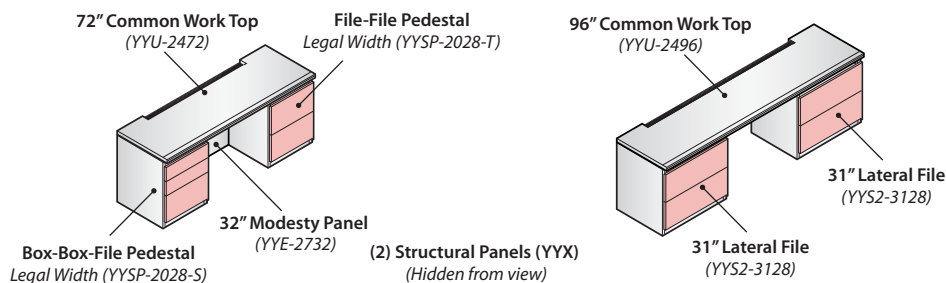 72” Common Work Top
(YYU-2472)
File-File Pedestal
Legal Width (YYSP-2028-T)
32” Modesty Panel
(YYE-2732)
Box-Box-File Pedestal
Legal Width (YYSP-2028-S)
(2) Structural Panels (YYX)
(Hidden from view)
96” Common Work Top
(YYU-2496)
31” Lateral File
(YYS2-3128)
31” Lateral File
(YYS2-3128)